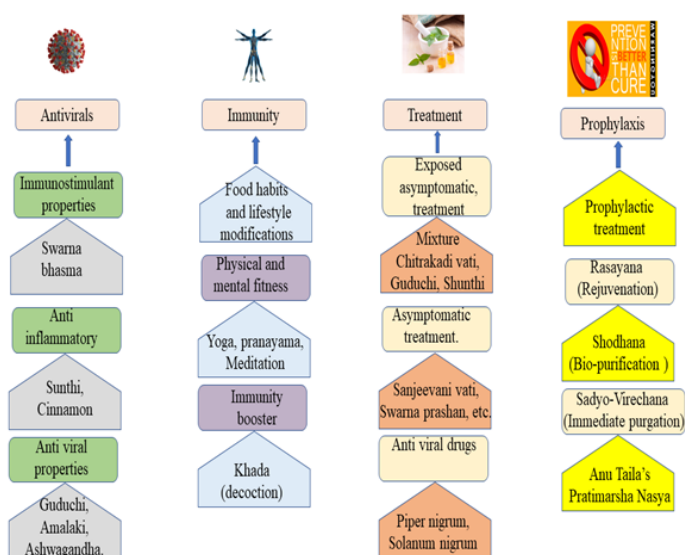 PREVE
NTION
IS BETTER
THAN
CURE
Antivirals
Immunostimulant
properties
Swarna
bhasma
Anti
inflammatory
Sunthi,
Cinnamon
Anti viral
properties
Guduchi,
Amalaki,
Ashwagandha,
Immunity
Food habits
and lifestyle
modifications
Physical and
mental fitness
Yoga, pranayama,
Meditation
Immunity
booster
Khada
(decoction)
Treatment
Exposed
asymptomatic,
treatment
Mixture
Chitrakadi vati,
Guduchi, Shunthi
Asymptomatic
treatment.
Sanjeevani vati,
Swarna prashan, etc.
Anti viral drugs
Piper nigrum,
Solanum nigrum
Prophylaxis
Prophylactic
treatment
Rasayana
(Rejuvenation)
Shodhana
(Bio-purification )
Sadyo-Virechana
(Immediate purgation)
Anu Taila's
Pratimarsha Nasya